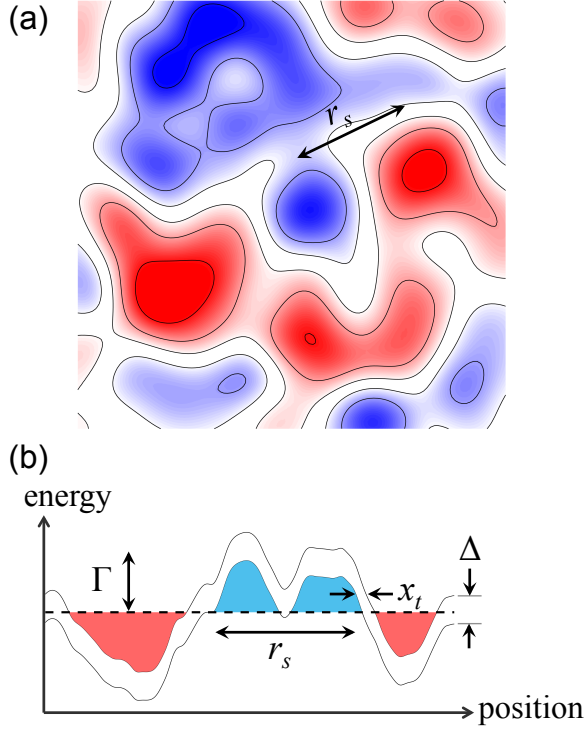 (a)
r_s
(b)
energy
Γ
x_t
Δ
r_s
position